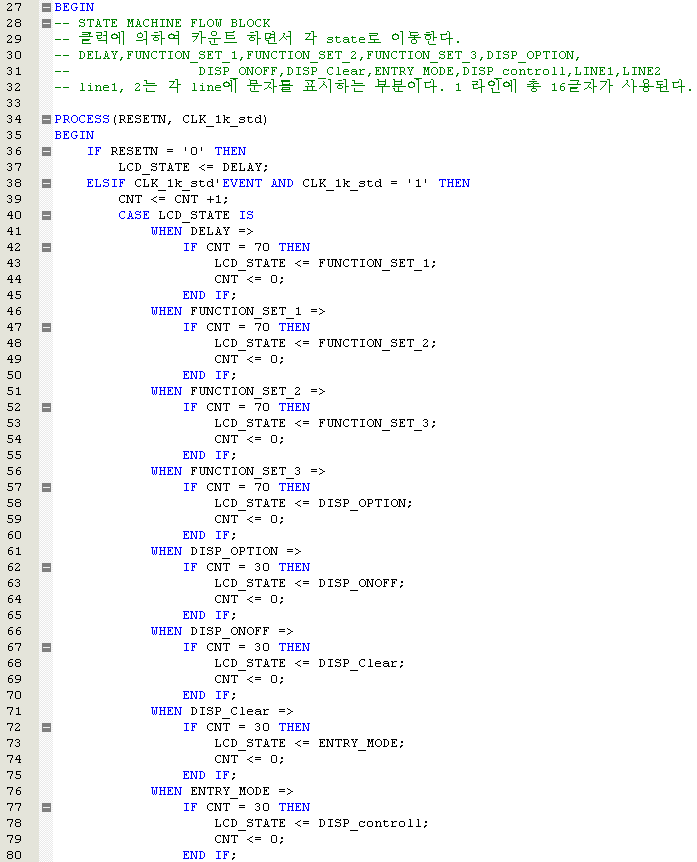 27 BEGIN
28 -- STATE MACHINE FLOW BLOCK
29 -- 클럭에 의하여 카운트 하면서 각 state로 이동한다.
30 -- DELAY,FUNCTION_SET_1,FUNCTION_SET_2,FUNCTION_SET_3,DISP_OPTION,
31 -- DISP_ONOFF,DISP_Clear,ENTRY_MODE,DISP_controll,LINE1,LINE2
32 -- line1, 2는 각 line에 문자를 표시하는 부분이다. 1 라인에 총 16글자가 사용된다.
33
34 PROCESS(RESETN, CLK_1k_std)
35 BEGIN
36 IF RESETN = '0' THEN
37 LCD_STATE <= DELAY;
38 ELSIF CLK_1k_std'EVENT AND CLK_1k_std = '1' THEN
39 CNT <= CNT +1;
40 CASE LCD_STATE IS
41 WHEN DELAY =>
42 IF CNT = 70 THEN
43 LCD_STATE <= FUNCTION_SET_1;
44 CNT <= 0;
45 END IF;
46 WHEN FUNCTION_SET_1 =>
47 IF CNT = 70 THEN
48 LCD_STATE <= FUNCTION_SET_2;
49 CNT <= 0;
50 END IF;
51 WHEN FUNCTION_SET_2 =>
52 IF CNT = 70 THEN
53 LCD_STATE <= FUNCTION_SET_3;
54 CNT <= 0;
55 END IF;
56 WHEN FUNCTION_SET_3 =>
57 IF CNT = 70 THEN
58 LCD_STATE <= DISP_OPTION;
59 CNT <= 0;
60 END IF;
61 WHEN DISP_OPTION =>
62 IF CNT = 30 THEN
63 LCD_STATE <= DISP_ONOFF;
64 CNT <= 0;
65 END IF;
66 WHEN DISP_ONOFF =>
67 IF CNT = 30 THEN
68 LCD_STATE <= DISP_Clear;
69 CNT <= 0;
70 END IF;
71 WHEN DISP_Clear =>
72 IF CNT = 30 THEN
73 LCD_STATE <= ENTRY_MODE;
74 CNT <= 0;
75 END IF;
76 WHEN ENTRY_MODE =>
77 IF CNT = 30 THEN
78 LCD_STATE <= DISP_controll;
79 CNT <= 0;
80 END IF;